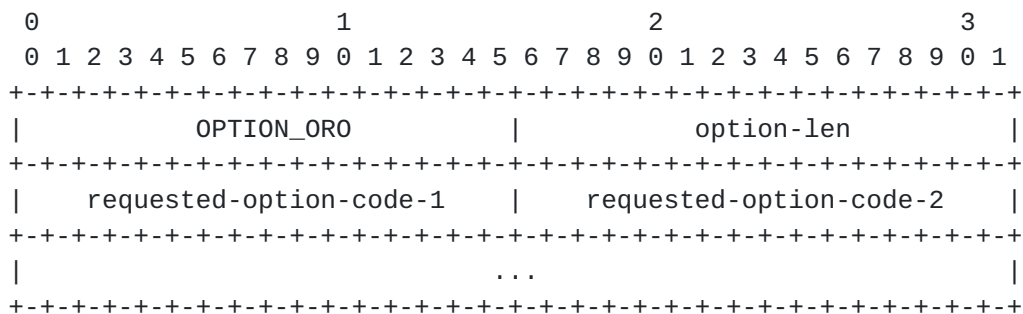 0                   1                   2                   3
 0 1 2 3 4 5 6 7 8 9 0 1 2 3 4 5 6 7 8 9 0 1 2 3 4 5 6 7 8 9 0 1
+-+-+-+-+-+-+-+-+-+-+-+-+-+-+-+-+-+-+-+-+-+-+-+-+-+-+-+-+-+-+-+-+
|           OPTION_ORO          |           option-len          |
+-+-+-+-+-+-+-+-+-+-+-+-+-+-+-+-+-+-+-+-+-+-+-+-+-+-+-+-+-+-+-+-+
|    requested-option-code-1    |    requested-option-code-2    |
+-+-+-+-+-+-+-+-+-+-+-+-+-+-+-+-+-+-+-+-+-+-+-+-+-+-+-+-+-+-+-+-+
|                              ...                              |
+-+-+-+-+-+-+-+-+-+-+-+-+-+-+-+-+-+-+-+-+-+-+-+-+-+-+-+-+-+-+-+-+